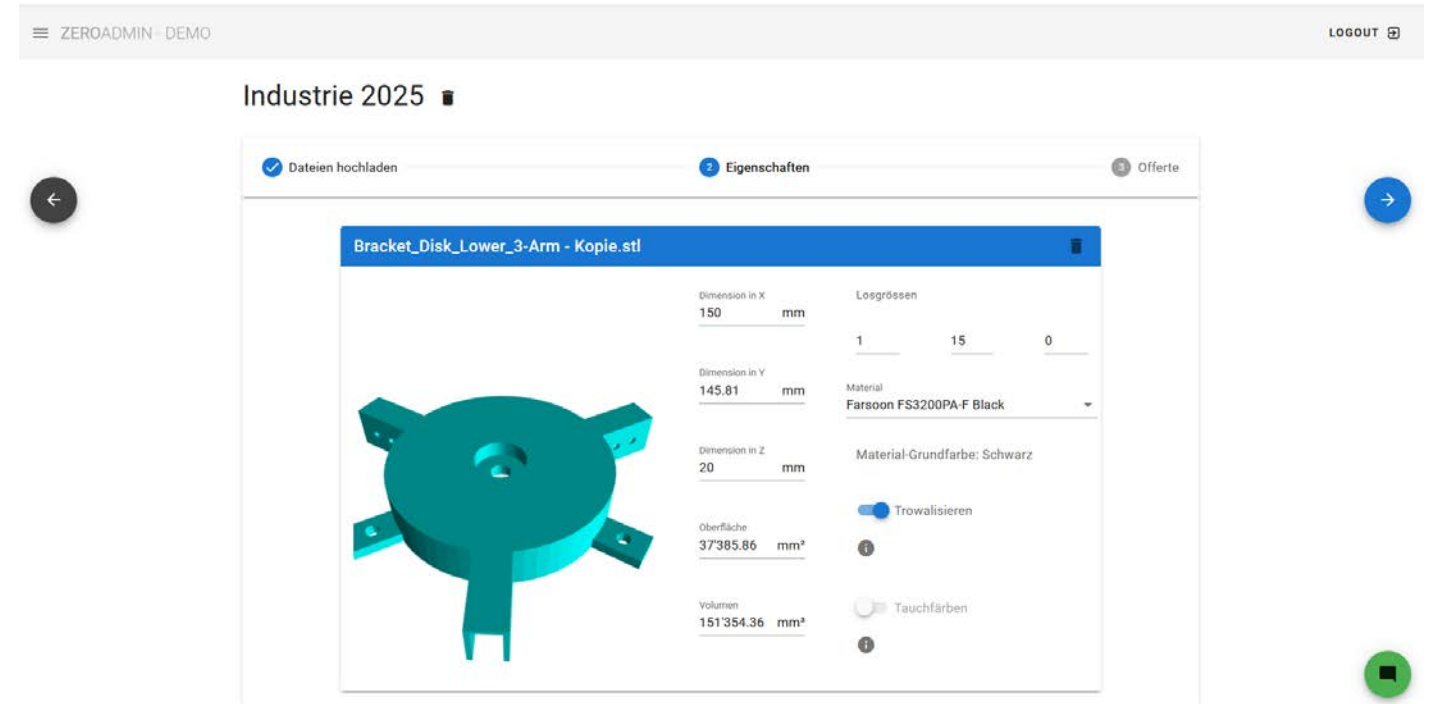 ZEROADMIN - DEMO
LOGOUT
Industrie 2025
Dateien hochladen
2 Eigenschaften
3 Offerte
Bracket_Disk_Lower_3-Arm - Kopie.stl
Dimension in X
150 mm
Dimension in Y
145.81 mm
Dimension in Z
20 mm
Oberfläche
37'385.86 mm²
Volumen
151'354.36 mm³
Losgrössen
1 15 0
Material
Farsoon FS3200PA-F Black
Material-Grundfarbe: Schwarz
Trowalisieren
Tauchfärben